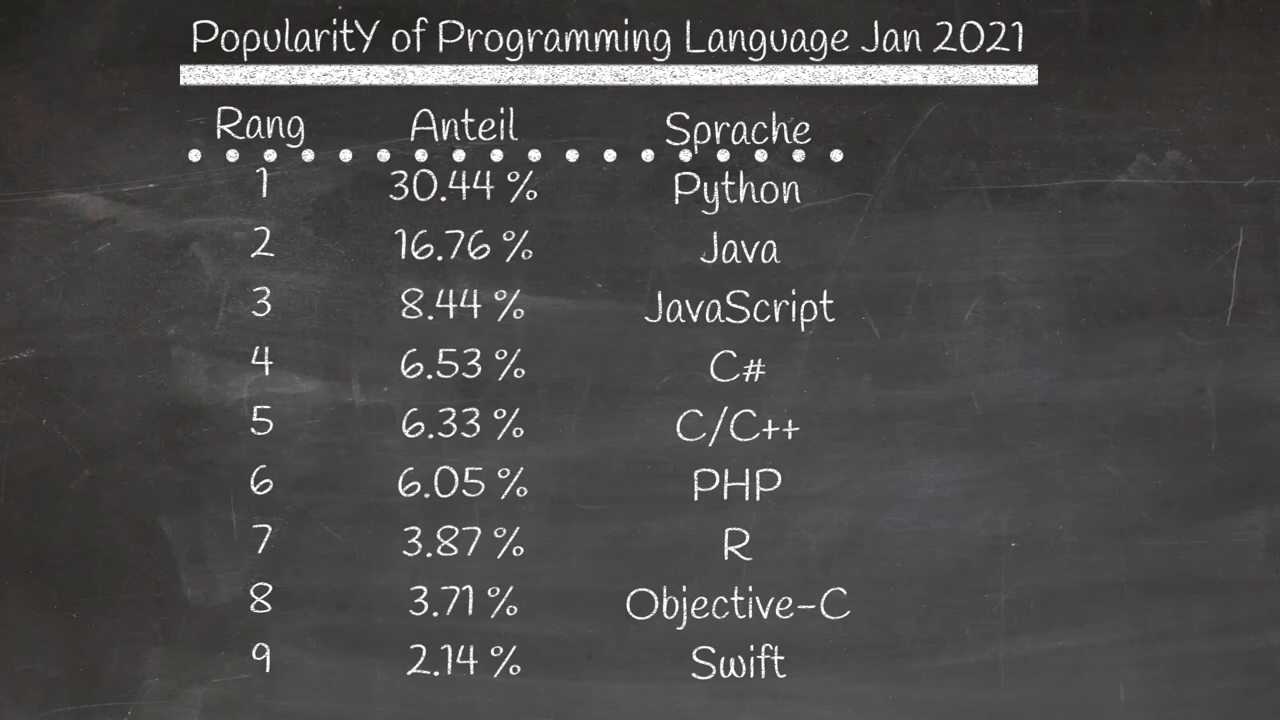 PopularitY of Programming Language Jan 2021
Rang Anteil Sprache
1 30.44 % Python
2 16.76 % Java
3 8.44 % JavaScript
4 6.53 % C#
5 6.33 % C/C++
6 6.05 % PHP
7 3.87 % R
8 3.71 % Objective-C
9 2.14 % Swift